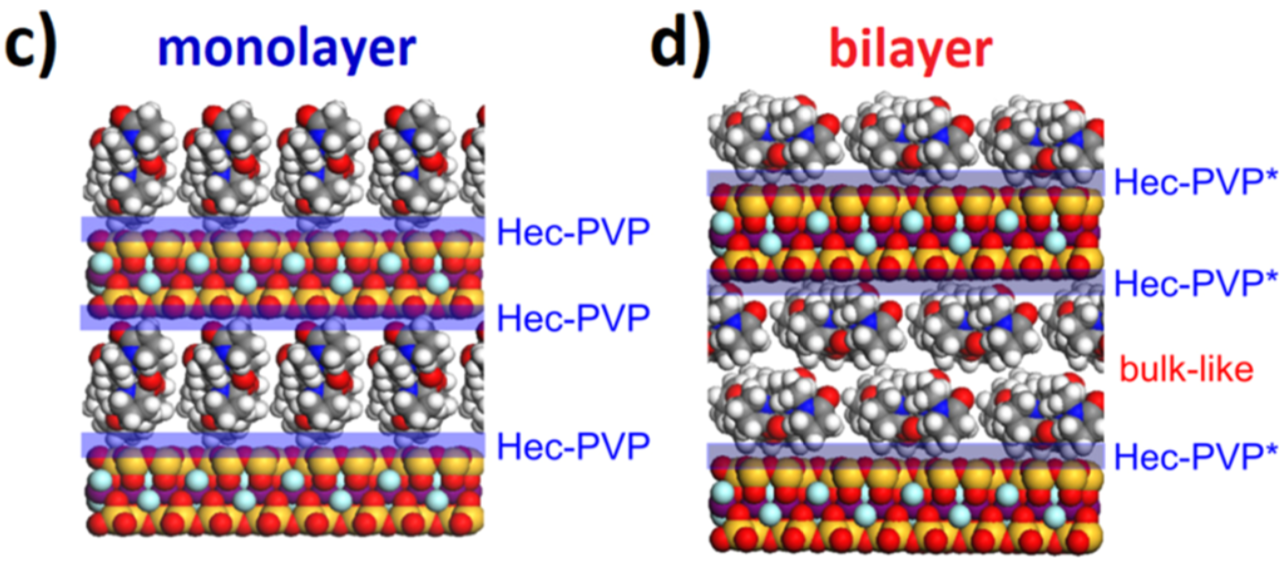 c)
monolayer
Hec-PVP
Hec-PVP
Hec-PVP
d)
bilayer
Hec-PVP*
Hec-PVP*
bulk-like
Hec-PVP*